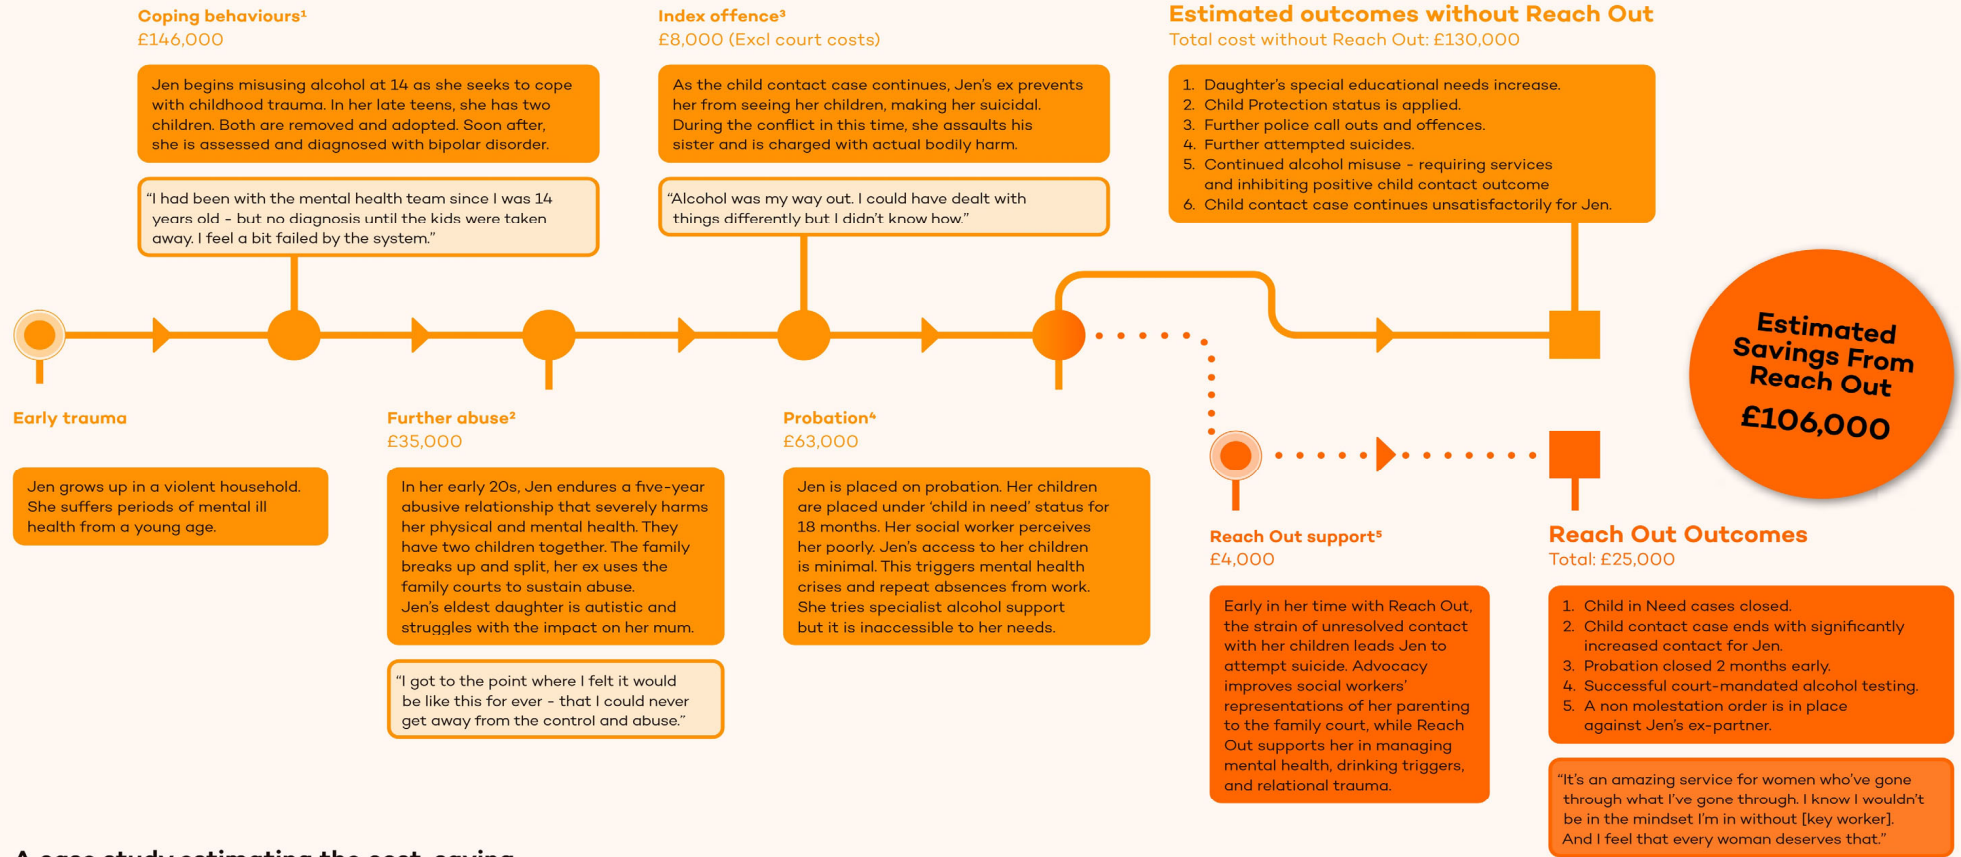 Coping behaviours¹
£146,000
Jen begins misusing alcohol at 14 as she seeks to cope
with childhood trauma. In her late teens, she has two
children. Both are removed and adopted. Soon after,
she is assessed and diagnosed with bipolar disorder.
“I had been with the mental health team since I was 14
years old - but no diagnosis until the kids were taken
away. I feel a bit failed by the system.”
Index offence³
£8,000 (Excl court costs)
As the child contact case continues, Jen’s ex prevents
her from seeing her children, making her suicidal.
During the conflict in this time, she assaults his
sister and is charged with actual bodily harm.
“Alcohol was my way out. I could have dealt with
things differently but I didn’t know how.”
Estimated outcomes without Reach Out
Total cost without Reach Out: £130,000
1. Daughter’s special educational needs increase.
2. Child Protection status is applied.
3. Further police call outs and offences.
4. Further attempted suicides.
5. Continued alcohol misuse - requiring services
and inhibiting positive child contact outcome
6. Child contact case continues unsatisfactorily for Jen.
Estimated
Savings From
Reach Out
£106,000
Early trauma
Jen grows up in a violent household.
She suffers periods of mental ill
health from a young age.
Further abuse²
£35,000
In her early 20s, Jen endures a five-year
abusive relationship that severely harms
her physical and mental health. They
have two children together. The family
breaks up and split, her ex uses the
family courts to sustain abuse.
Jen’s eldest daughter is autistic and
struggles with the impact on her mum.
“I got to the point where I felt it would
be like this for ever - that I could never
get away from the control and abuse.”
Probation⁴
£63,000
Jen is placed on probation. Her children
are placed under ‘child in need’ status for
18 months. Her social worker perceives
her poorly. Jen’s access to her children
is minimal. This triggers mental health
crises and repeat absences from work.
She tries specialist alcohol support
but it is inaccessible to her needs.
Reach Out support⁵
£4,000
Early in her time with Reach Out,
the strain of unresolved contact
with her children leads Jen to
attempt suicide. Advocacy
improves social workers’
representations of her parenting
to the family court, while Reach
Out supports her in managing
mental health, drinking triggers,
and relational trauma.
Reach Out Outcomes
Total: £25,000
1. Child in Need cases closed.
2. Child contact case ends with significantly
increased contact for Jen.
3. Probation closed 2 months early.
4. Successful court-mandated alcohol testing.
5. A non molestation order is in place
against Jen’s ex-partner.
“It’s an amazing service for women who’ve gone
through what I’ve gone through. I know I wouldn’t
be in the mindset I’m in without [key worker].
And I feel that every woman deserves that.”
A case study estimating the cost-saving